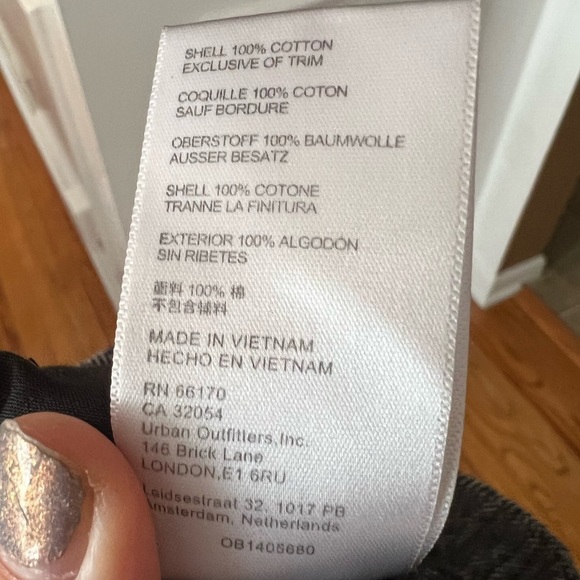 SHELL 100% COTTON
EXCLUSIVE OF TRIM
COQUILLE 100% COTON
SAUF BORDURE
OBERSTOFF 100% BAUMWOLLE
AUSSER BESATZ
SHELL 100% COTONE
TRANNE LA FINITURA
EXTERIOR 100% ALGODÓN
SIN RIBETES
面料 100% 棉
不包含辅料
MADE IN VIETNAM
HECHO EN VIETNAM
RN 66170
CA 32054
Urban Outfitters,Inc.
146 Brick Lane
LONDON,E1 6RU
Leidsestraat 32, 1017 PB
Amsterdam, Netherlands
OB1405680